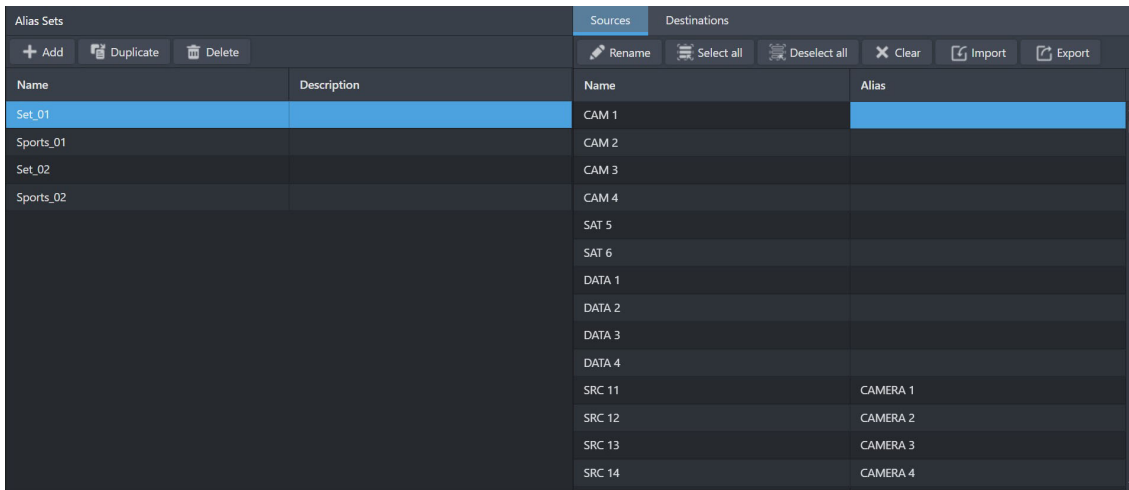 Alias Sets
Add Duplicate Delete
Name Description
Set_01
Sports_01
Set_02
Sports_02
Sources Destinations
Rename Select all Deselect all Clear Import Export
Name Alias
CAM 1
CAM 2
CAM 3
CAM 4
SAT 5
SAT 6
DATA 1
DATA 2
DATA 3
DATA 4
SRC 11 CAMERA 1
SRC 12 CAMERA 2
SRC 13 CAMERA 3
SRC 14 CAMERA 4